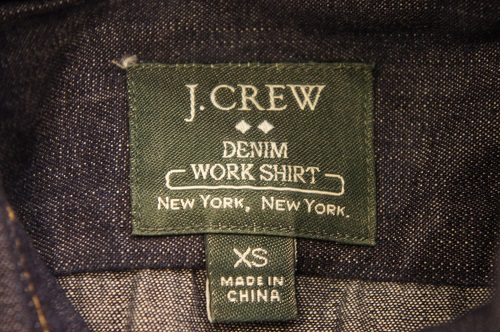 J.CREW
DENIM
WORK SHIRT
NEW YORK, NEW YORK.
XS
MADE IN
CHINA